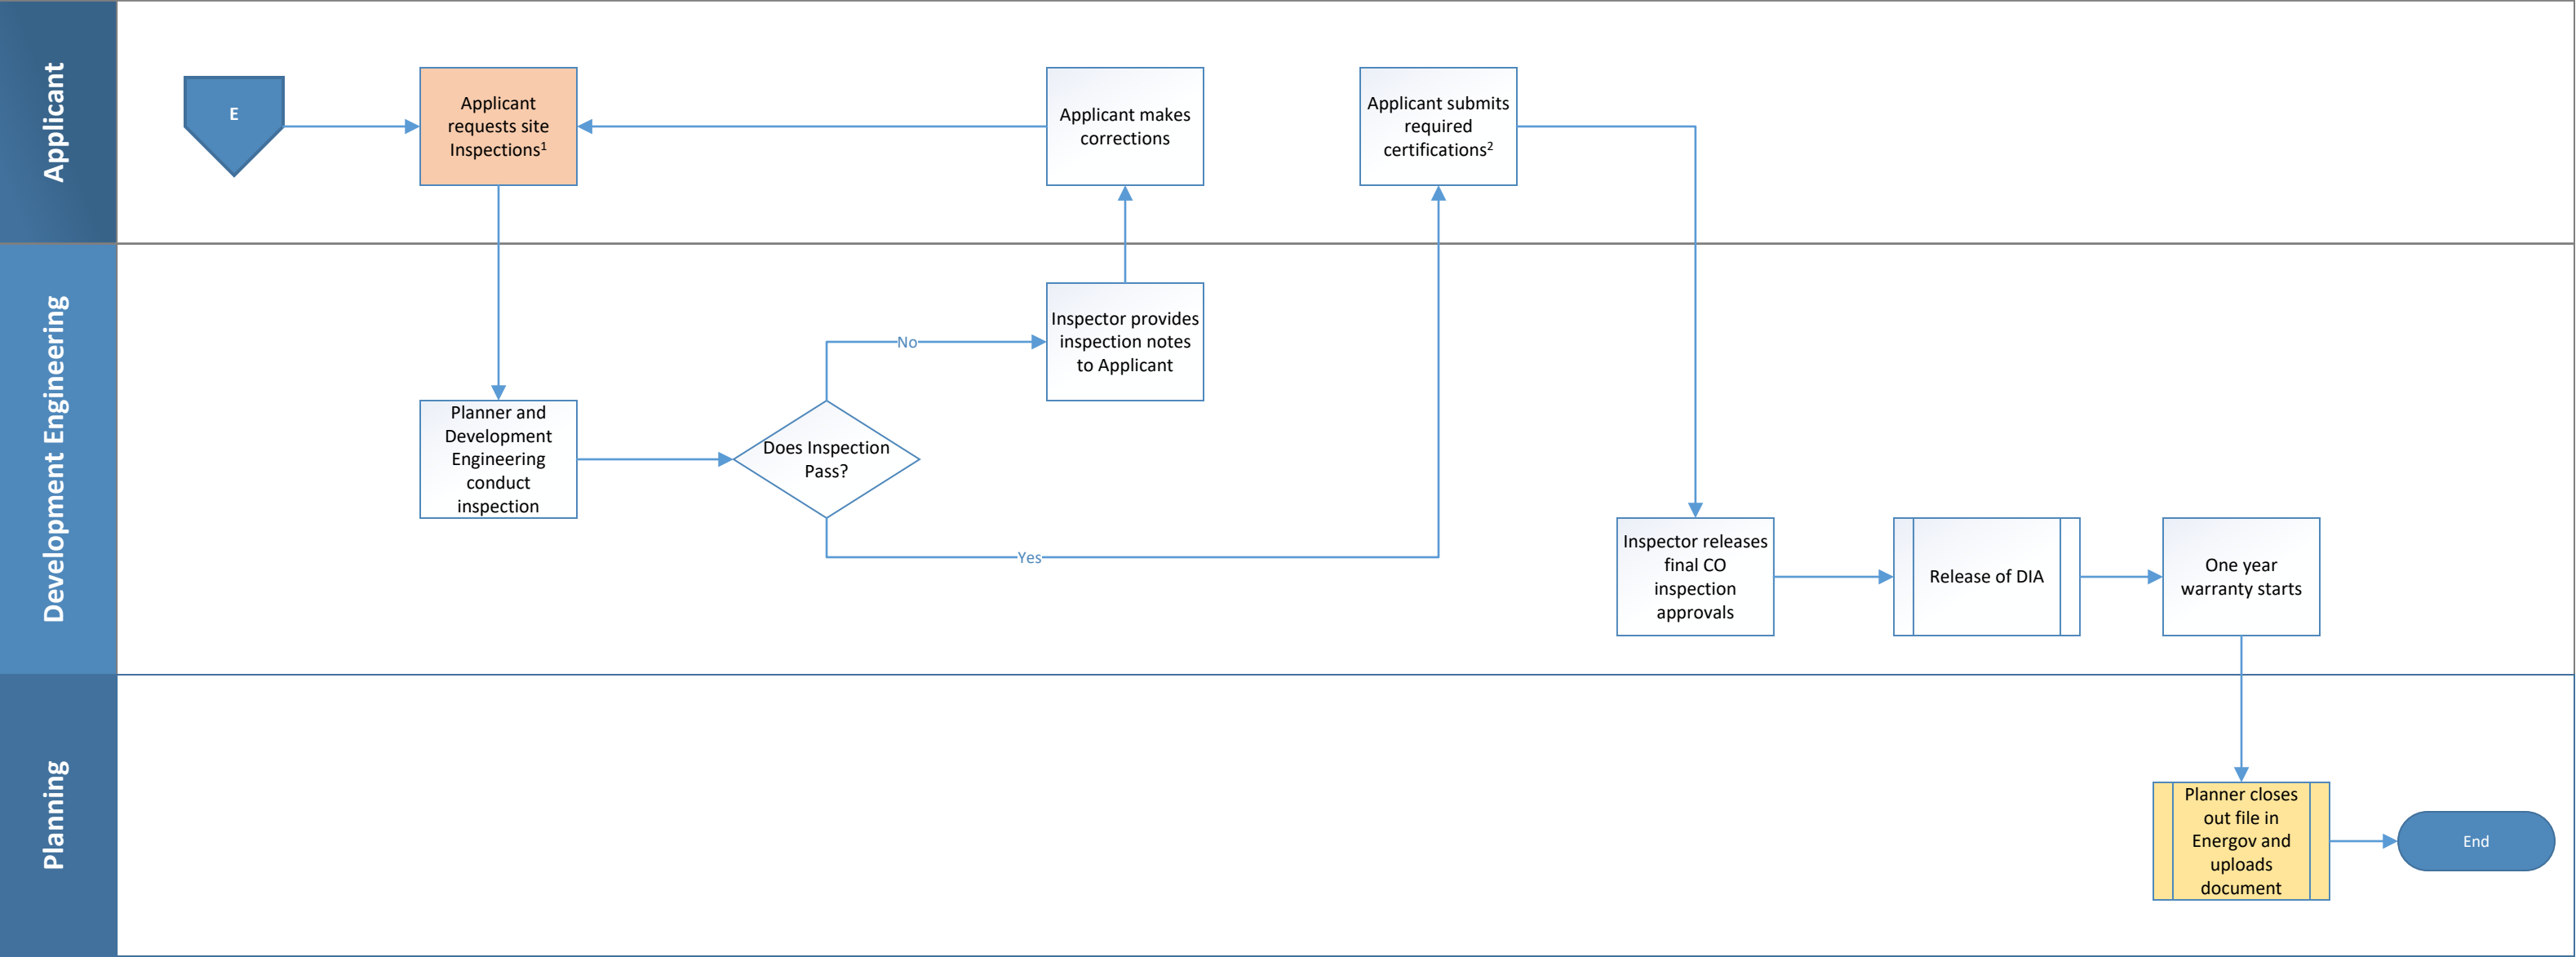 Applicant
E
Applicant
requests site
Inspections¹
Applicant makes
corrections
Applicant submits
required
certifications²
Development Engineering
Inspector provides
inspection notes
to Applicant
No
Planner and
Development
Engineering
conduct
inspection
Does Inspection
Pass?
Yes
Inspector releases
final CO
inspection
approvals
Release of DIA
One year
warranty starts
Planning
Planner closes
out file in
Energov and
uploads
document
End